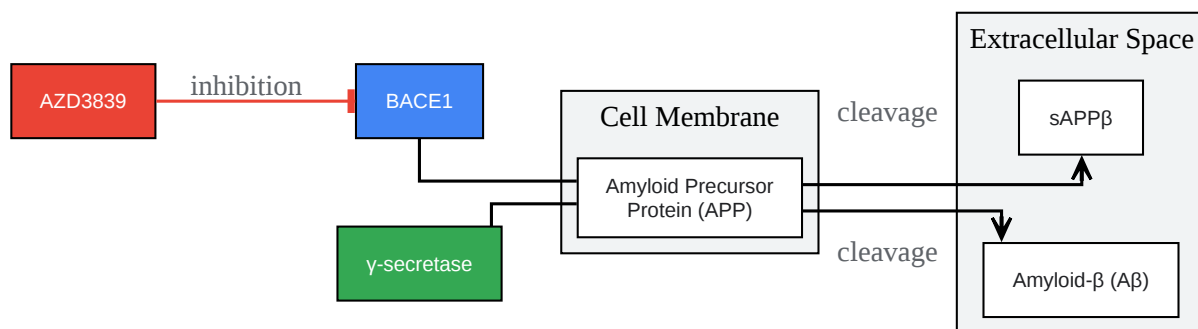 AZD3839
inhibition
BACE1
γ-secretase
Cell Membrane
Amyloid Precursor
Protein (APP)
cleavage
cleavage
Extracellular Space
sAPPβ
Amyloid-β (Aβ)